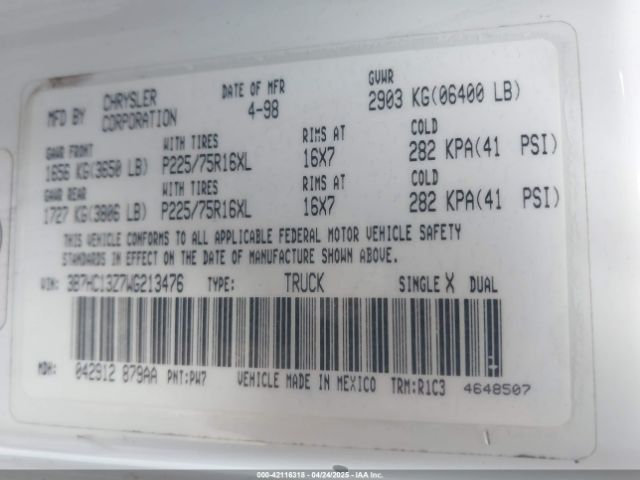 MFD BY CHRYSLER CORPORATION DATE OF MFR 4-98 GVWR 2903 KG(06400 LB)
GAWR FRONT WITH TIRES RIMS AT COLD
1656 KG(3650 LB) P225/75R16XL 16X7 282 KPA(41 PSI)
GAWR REAR WITH TIRES RIMS AT COLD
1727 KG(3806 LB) P225/75R16XL 16X7 282 KPA(41 PSI)
THIS VEHICLE CONFORMS TO ALL APPLICABLE FEDERAL MOTOR VEHICLE SAFETY
STANDARDS IN EFFECT ON THE DATE OF MANUFACTURE SHOWN ABOVE.
VIN: 3B7HC13Z7WG213476 TYPE: TRUCK SINGLE X DUAL
MDH: 042912 879AA PNT:PW7 VEHICLE MADE IN MEXICO TRM:R1C3 4648507
000-42116318 - 04/24/2025 - IAA Inc.